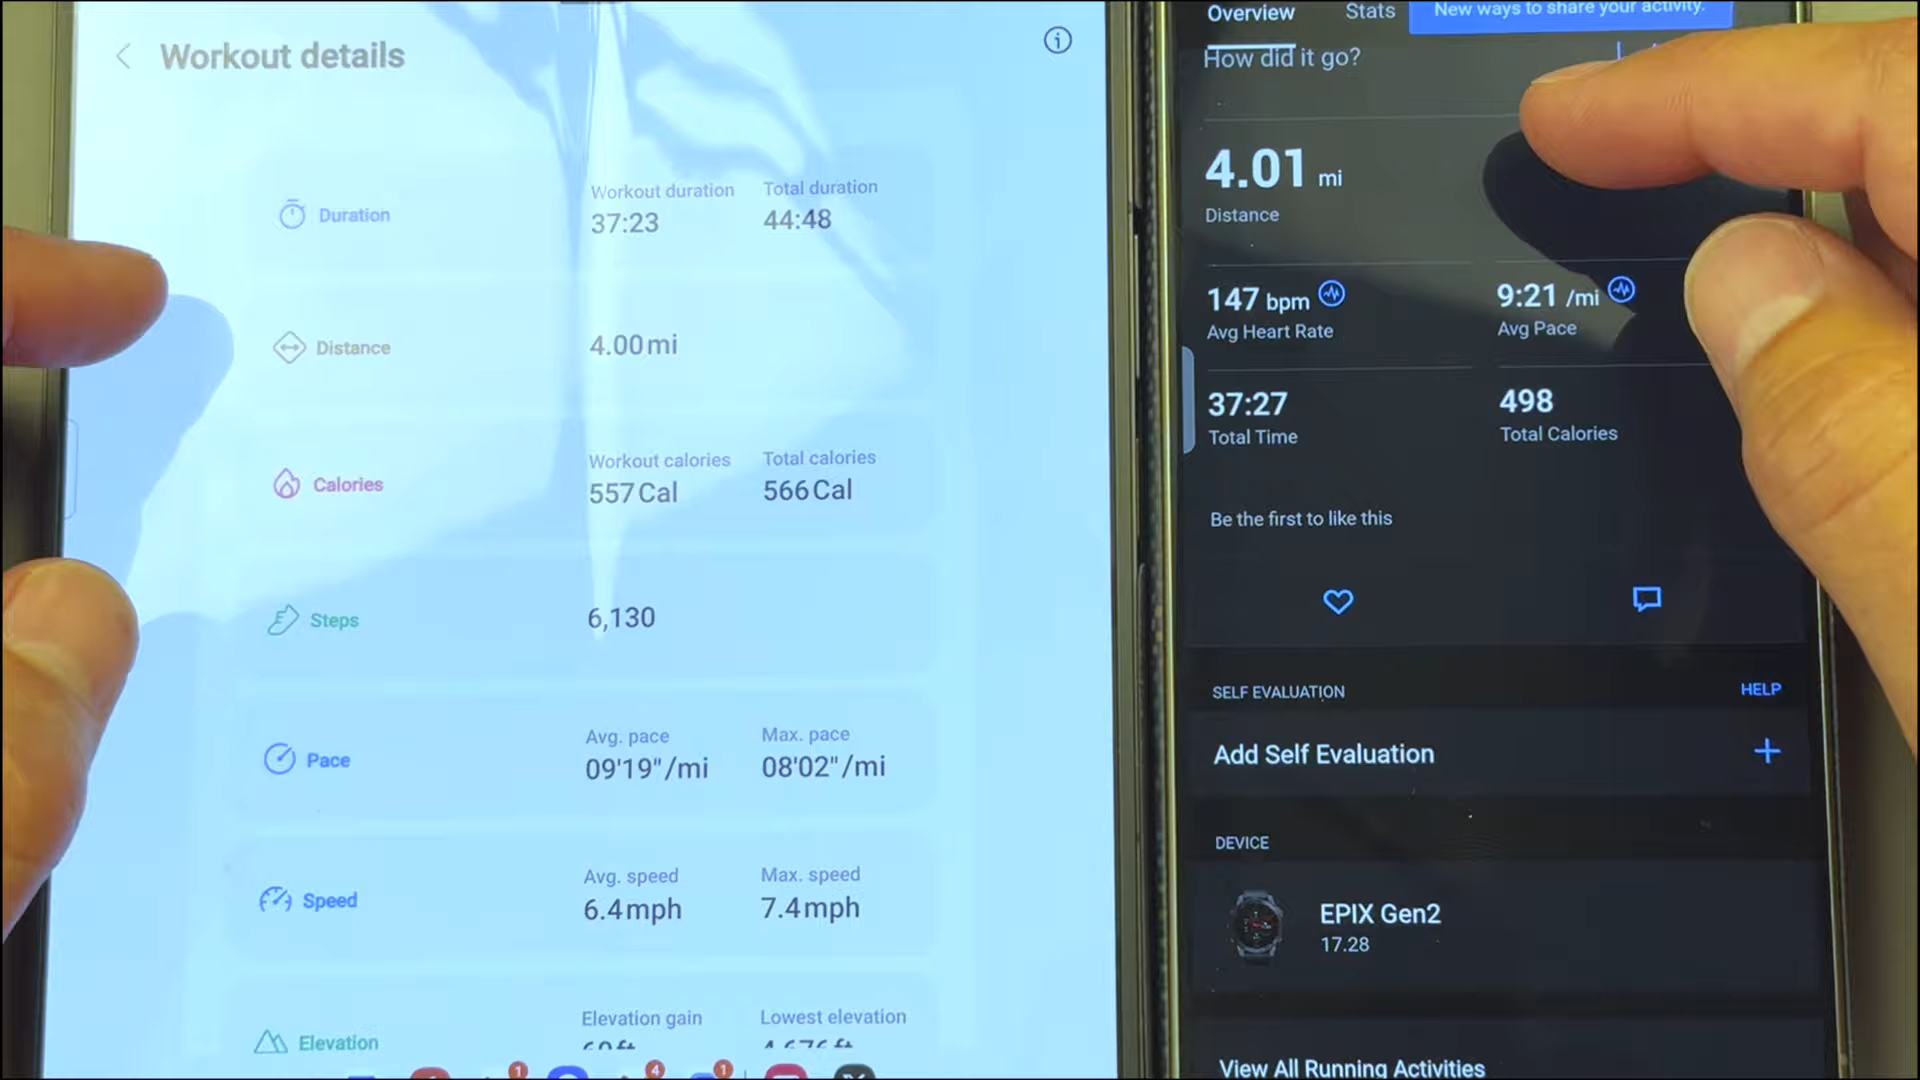 Workout details
Duration
Workout duration
37:23
Total duration
44:48
Distance
4.00 mi
Calories
Workout calories
557 Cal
Total calories
566 Cal
Steps
6,130
Pace
Avg. pace
09'19"/mi
Max. pace
08'02"/mi
Speed
Avg. speed
6.4 mph
Max. speed
7.4 mph
Elevation
Elevation gain
Lowest elevation
1
4
1
Overview
Stats
New ways to share your activity.
How did it go?
4.01 mi
Distance
147 bpm
Avg Heart Rate
9:21 /mi
Avg Pace
37:27
Total Time
498
Total Calories
Be the first to like this
SELF EVALUATION
HELP
Add Self Evaluation
DEVICE
EPIX Gen2
17.28
View All Running Activities